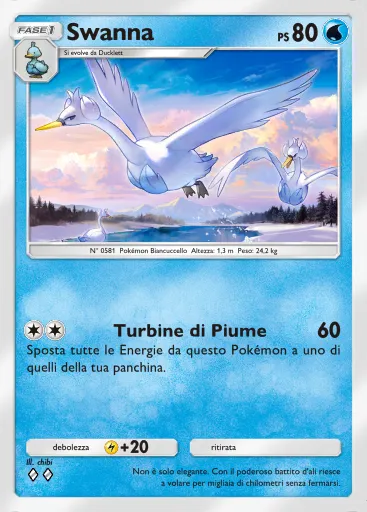 FASE 1
Swanna
PS 80
Si evolve da Ducklett
N° 0581 Pokémon Biancuccello Altezza: 1,3 m Peso: 24,2 kg
Turbine di Piume 60
Sposta tutte le Energie da questo Pokémon a uno di
quelli della tua panchina.
debolezza +20
ritirata
Ill. chibi
Non è solo elegante. Con il poderoso battito d'ali riesce
a volare per migliaia di chilometri senza fermarsi.